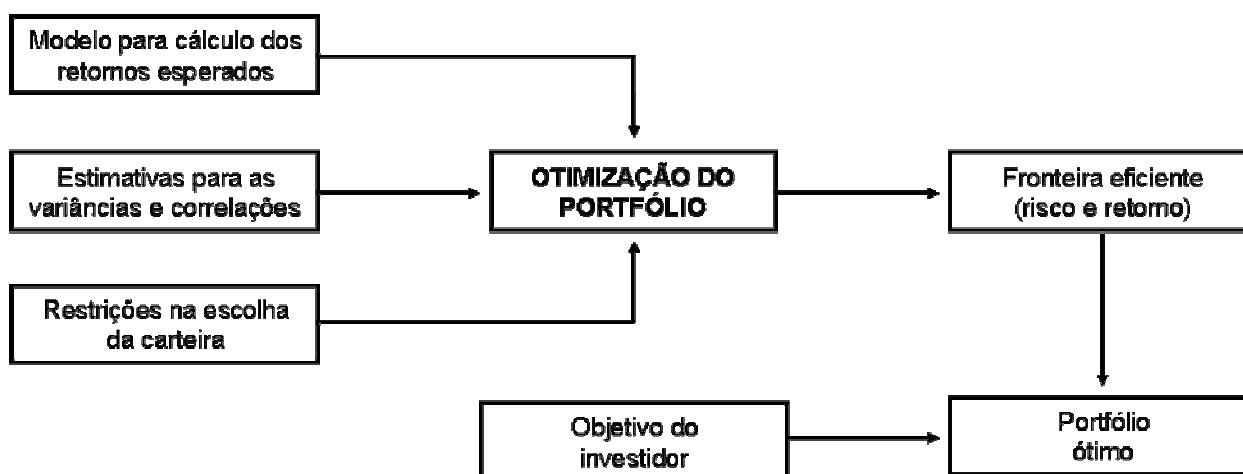 Modelo para cálculo dos
retornos esperados
Estimativas para as
variâncias e correlações
OTIMIZAÇÃO DO
PORTFÓLIO
Fronteira eficiente
(risco e retorno)
Restrições na escolha
da carteira
Objetivo do
investidor
Portfólio
ótimo